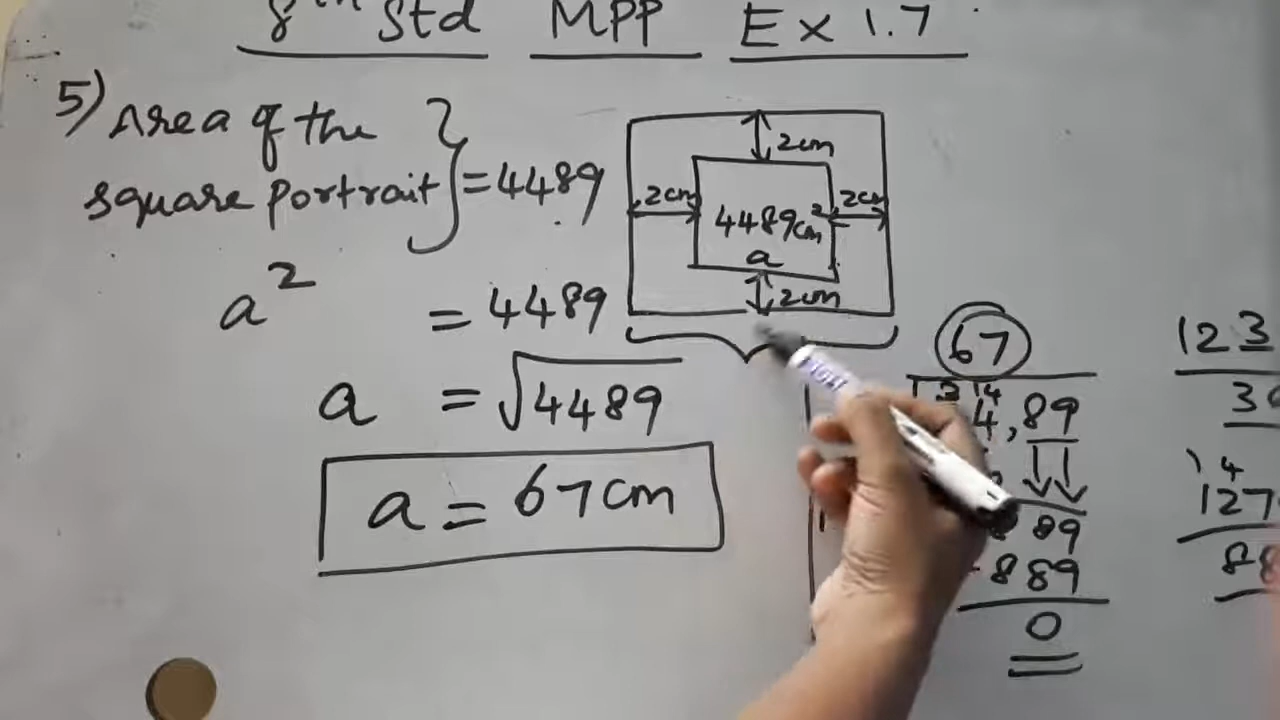 8th Std MPP Ex 1.7
5) Area of the
square portrait } = 4489
a² = 4489
a = √4489
a = 67cm
2cm
2cm
2cm
4489cm²
a
2cm
67
4,89
89
889
0
123
127